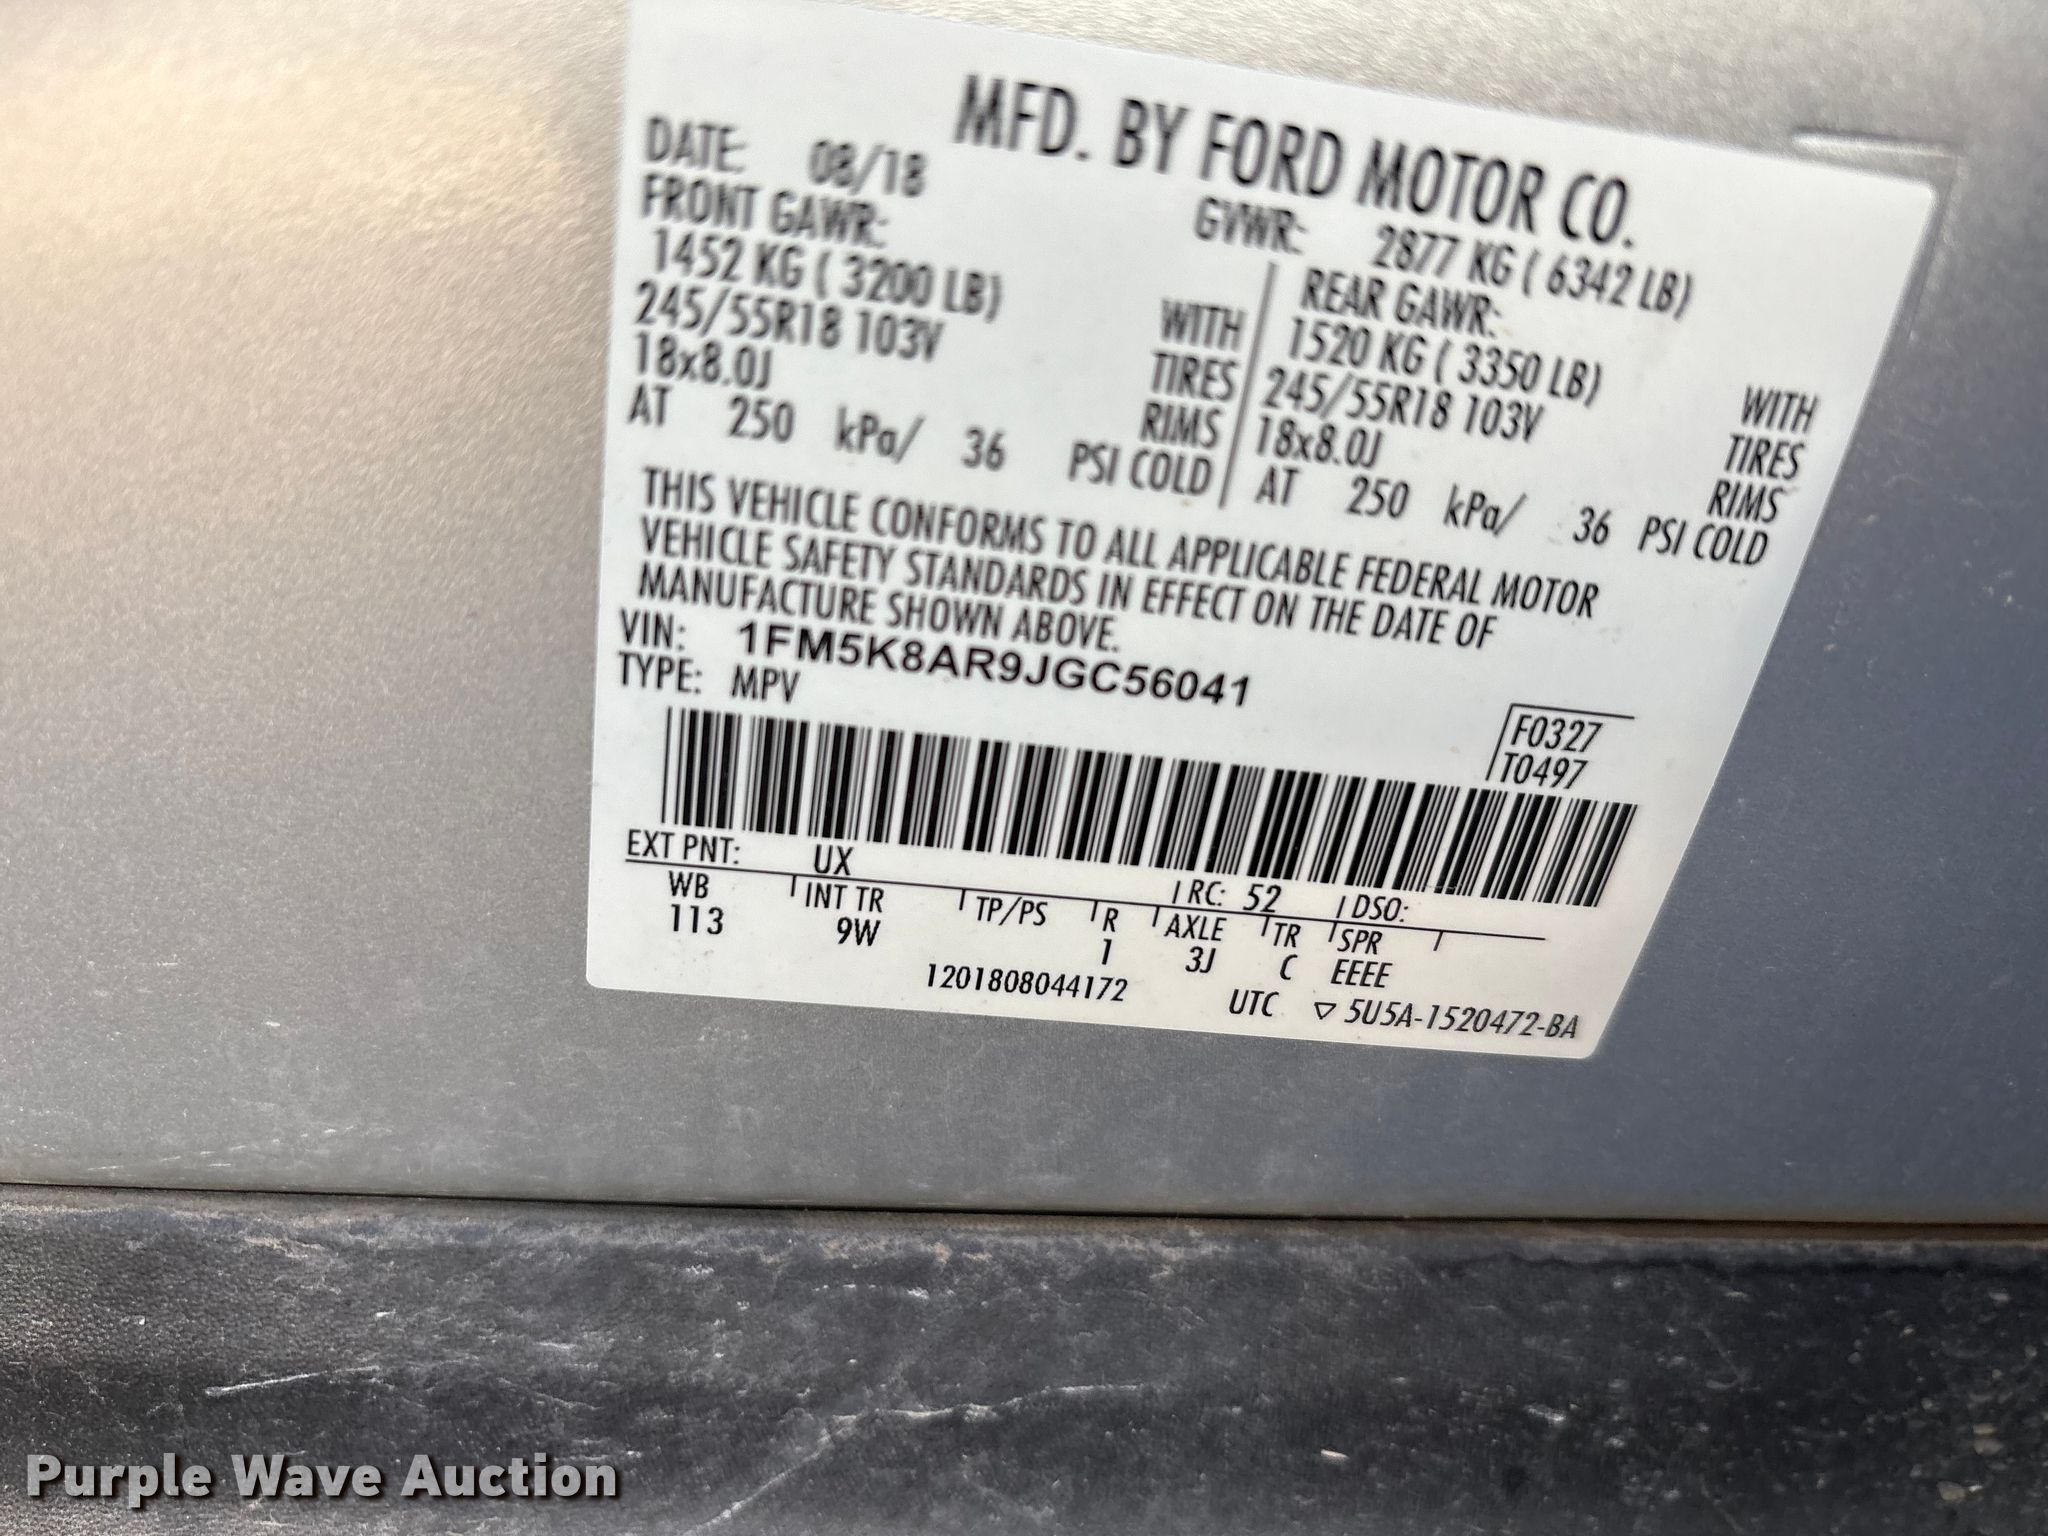 MFD. BY FORD MOTOR CO.
DATE: 08/18 GVWR: 2877 KG ( 6342 LB)
FRONT GAWR: REAR GAWR:
1452 KG ( 3200 LB) WITH 1520 KG ( 3350 LB) WITH
245/55R18 103V TIRES 245/55R18 103V TIRES
18x8.0J RIMS 18x8.0J RIMS
AT 250 kPa/ 36 PSI COLD AT 250 kPa/ 36 PSI COLD
THIS VEHICLE CONFORMS TO ALL APPLICABLE FEDERAL MOTOR
VEHICLE SAFETY STANDARDS IN EFFECT ON THE DATE OF
MANUFACTURE SHOWN ABOVE.
VIN: 1FM5K8AR9JGC56041
TYPE: MPV
F0327
T0497
EXT PNT: UX RC: 52 DSO:
WB INT TR TP/PS R AXLE TR SPR
113 9W 1 3J C EEEE
1201808044172 UTC ▽ 5U5A-1520472-BA
Purple Wave Auction